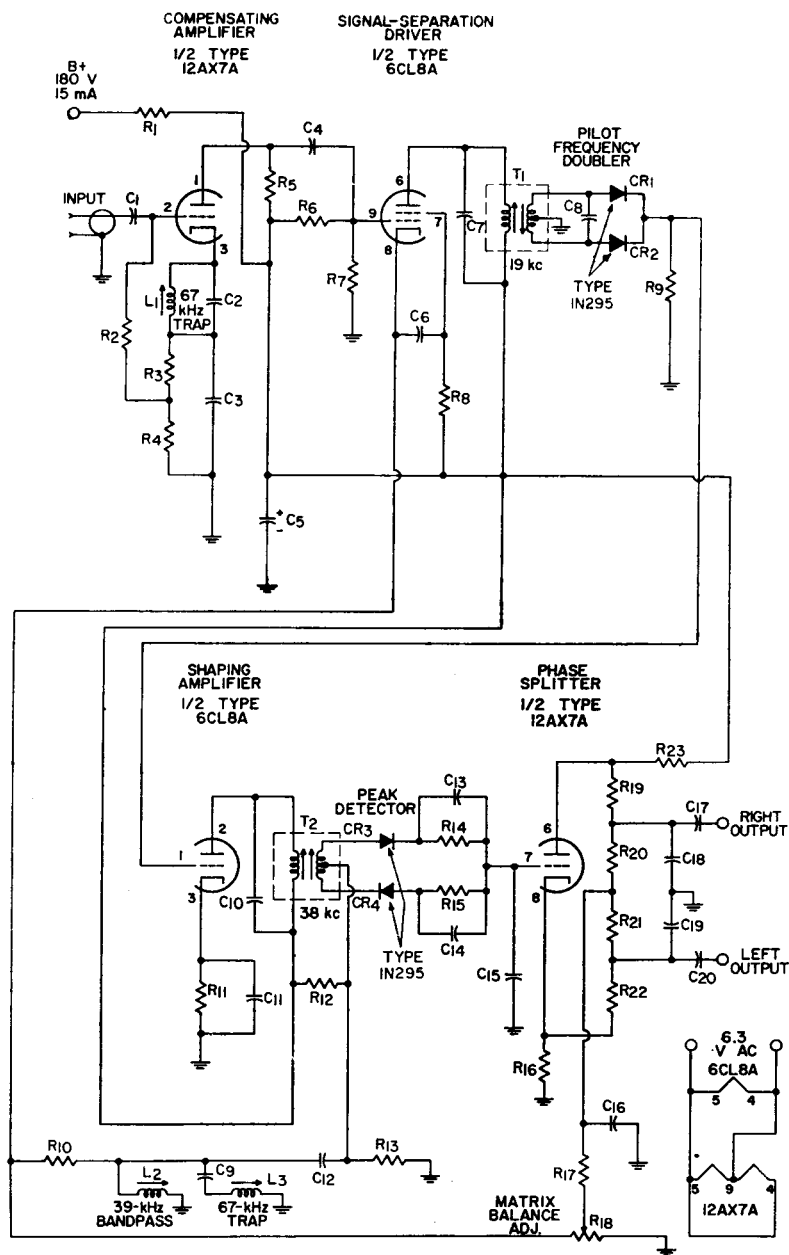 COMPENSATING
AMPLIFIER
1/2 TYPE
12AX7A
SIGNAL-SEPARATION
DRIVER
1/2 TYPE
6CL8A
B+
180 V
15 mA
R1
C4
PILOT
FREQUENCY
DOUBLER
1
R5
6
T1
CR1
INPUT
C1
2
R6
9
7
C7
C8
3
8
CR2
19 kc
R7
TYPE
IN295
R9
L1
67
kHz
TRAP
C2
C6
R2
R3
C3
R8
R4
+
-
C5
SHAPING
AMPLIFIER
1/2 TYPE
6CL8A
PHASE
SPLITTER
1/2 TYPE
12AX7A
R23
C13
R19
PEAK
DETECTOR
2
T2
CR3
R14
6
C17
RIGHT
OUTPUT
1
7
R20
C18
3
CR4
R15
8
C10
38 kc
C14
R21
C19
TYPE
IN295
C15
C20
LEFT
OUTPUT
R11
C11
R12
R22
R16
6.3
V AC
6CL8A
5
4
C16
R10
C9
C12
R13
L2
L3
39-kHz
BANDPASS
67-kHz
TRAP
R17
MATRIX
BALANCE
ADJ.
R18
5
9
4
12AX7A